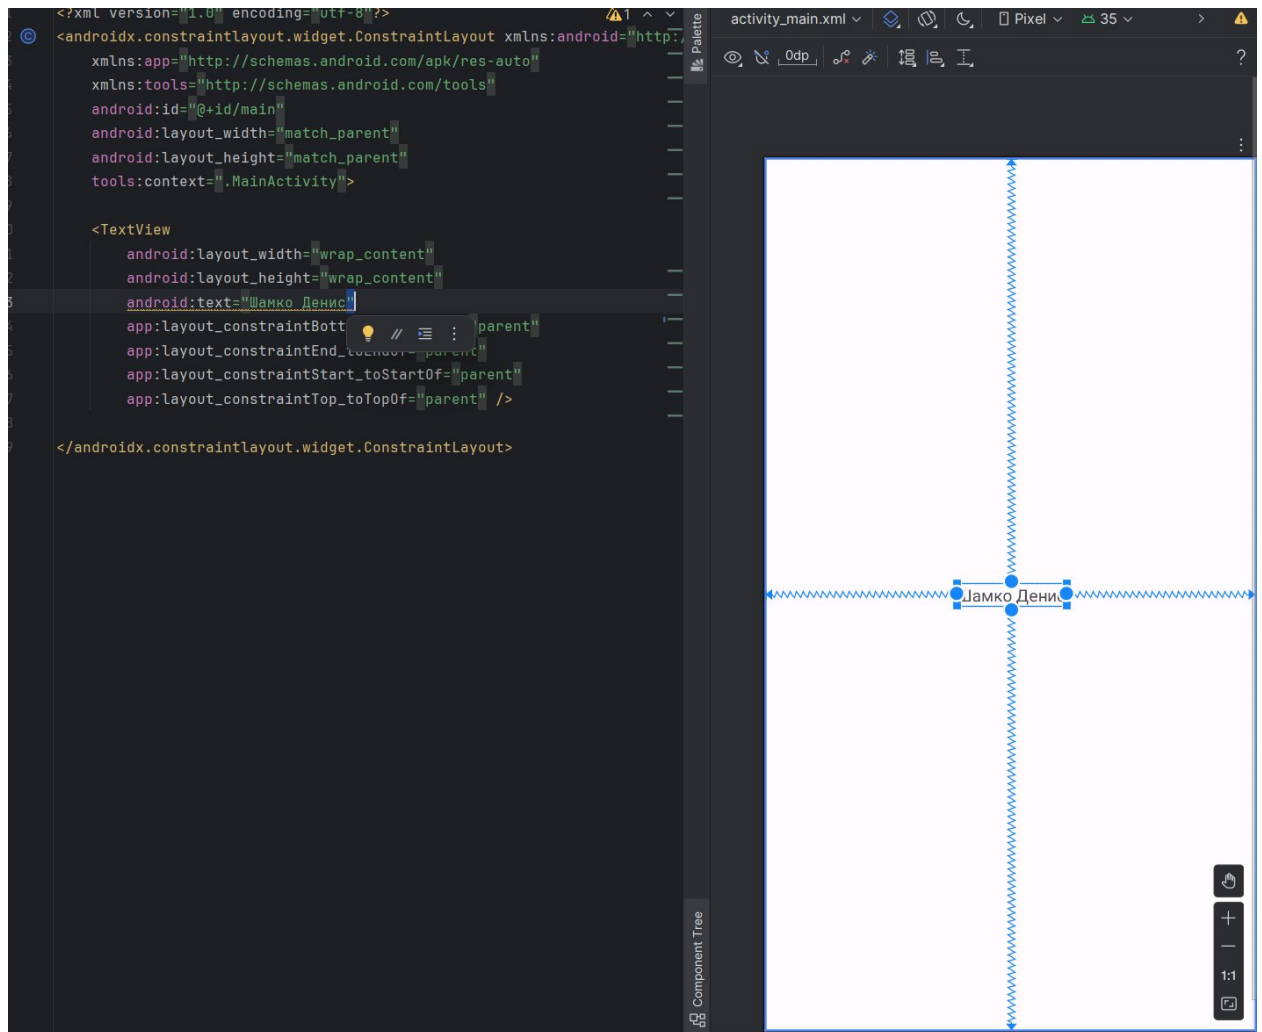 <?xml version="1.0" encoding="utf-8"?>
1
<androidx.constraintlayout.widget.ConstraintLayout xmlns:android="http:/
xmlns:app="http://schemas.android.com/apk/res-auto"
xmlns:tools="http://schemas.android.com/tools"
android:id="@+id/main"
android:layout_width="match_parent"
android:layout_height="match_parent"
tools:context=".MainActivity">
<TextView
android:layout_width="wrap_content"
android:layout_height="wrap_content"
android:text="Шамко Денис"
app:layout_constraintBott parent"
app:layout_constraintEnd_toEndOf="parent"
app:layout_constraintStart_toStartOf="parent"
app:layout_constraintTop_toTopOf="parent" />
</androidx.constraintlayout.widget.ConstraintLayout>
Palette
Component Tree
activity_main.xml
Pixel
35
0dp
?
Шамко Денис
1:1